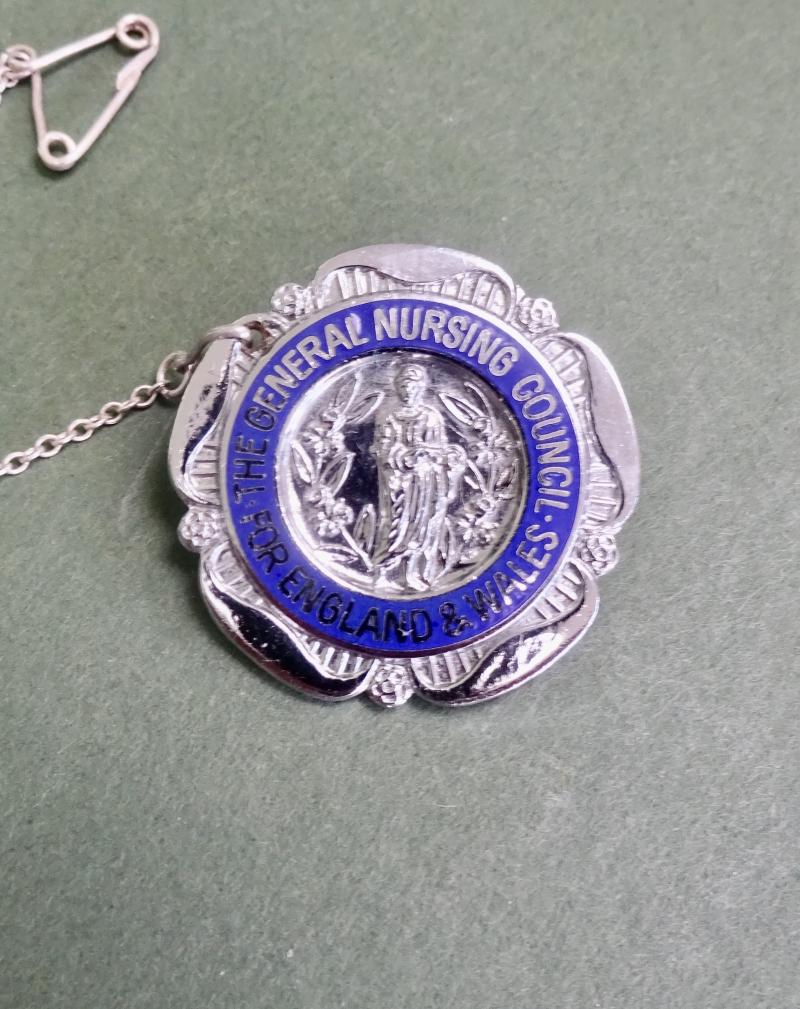 · THE GENERAL NURSING COUNCIL ·
FOR ENGLAND & WALES